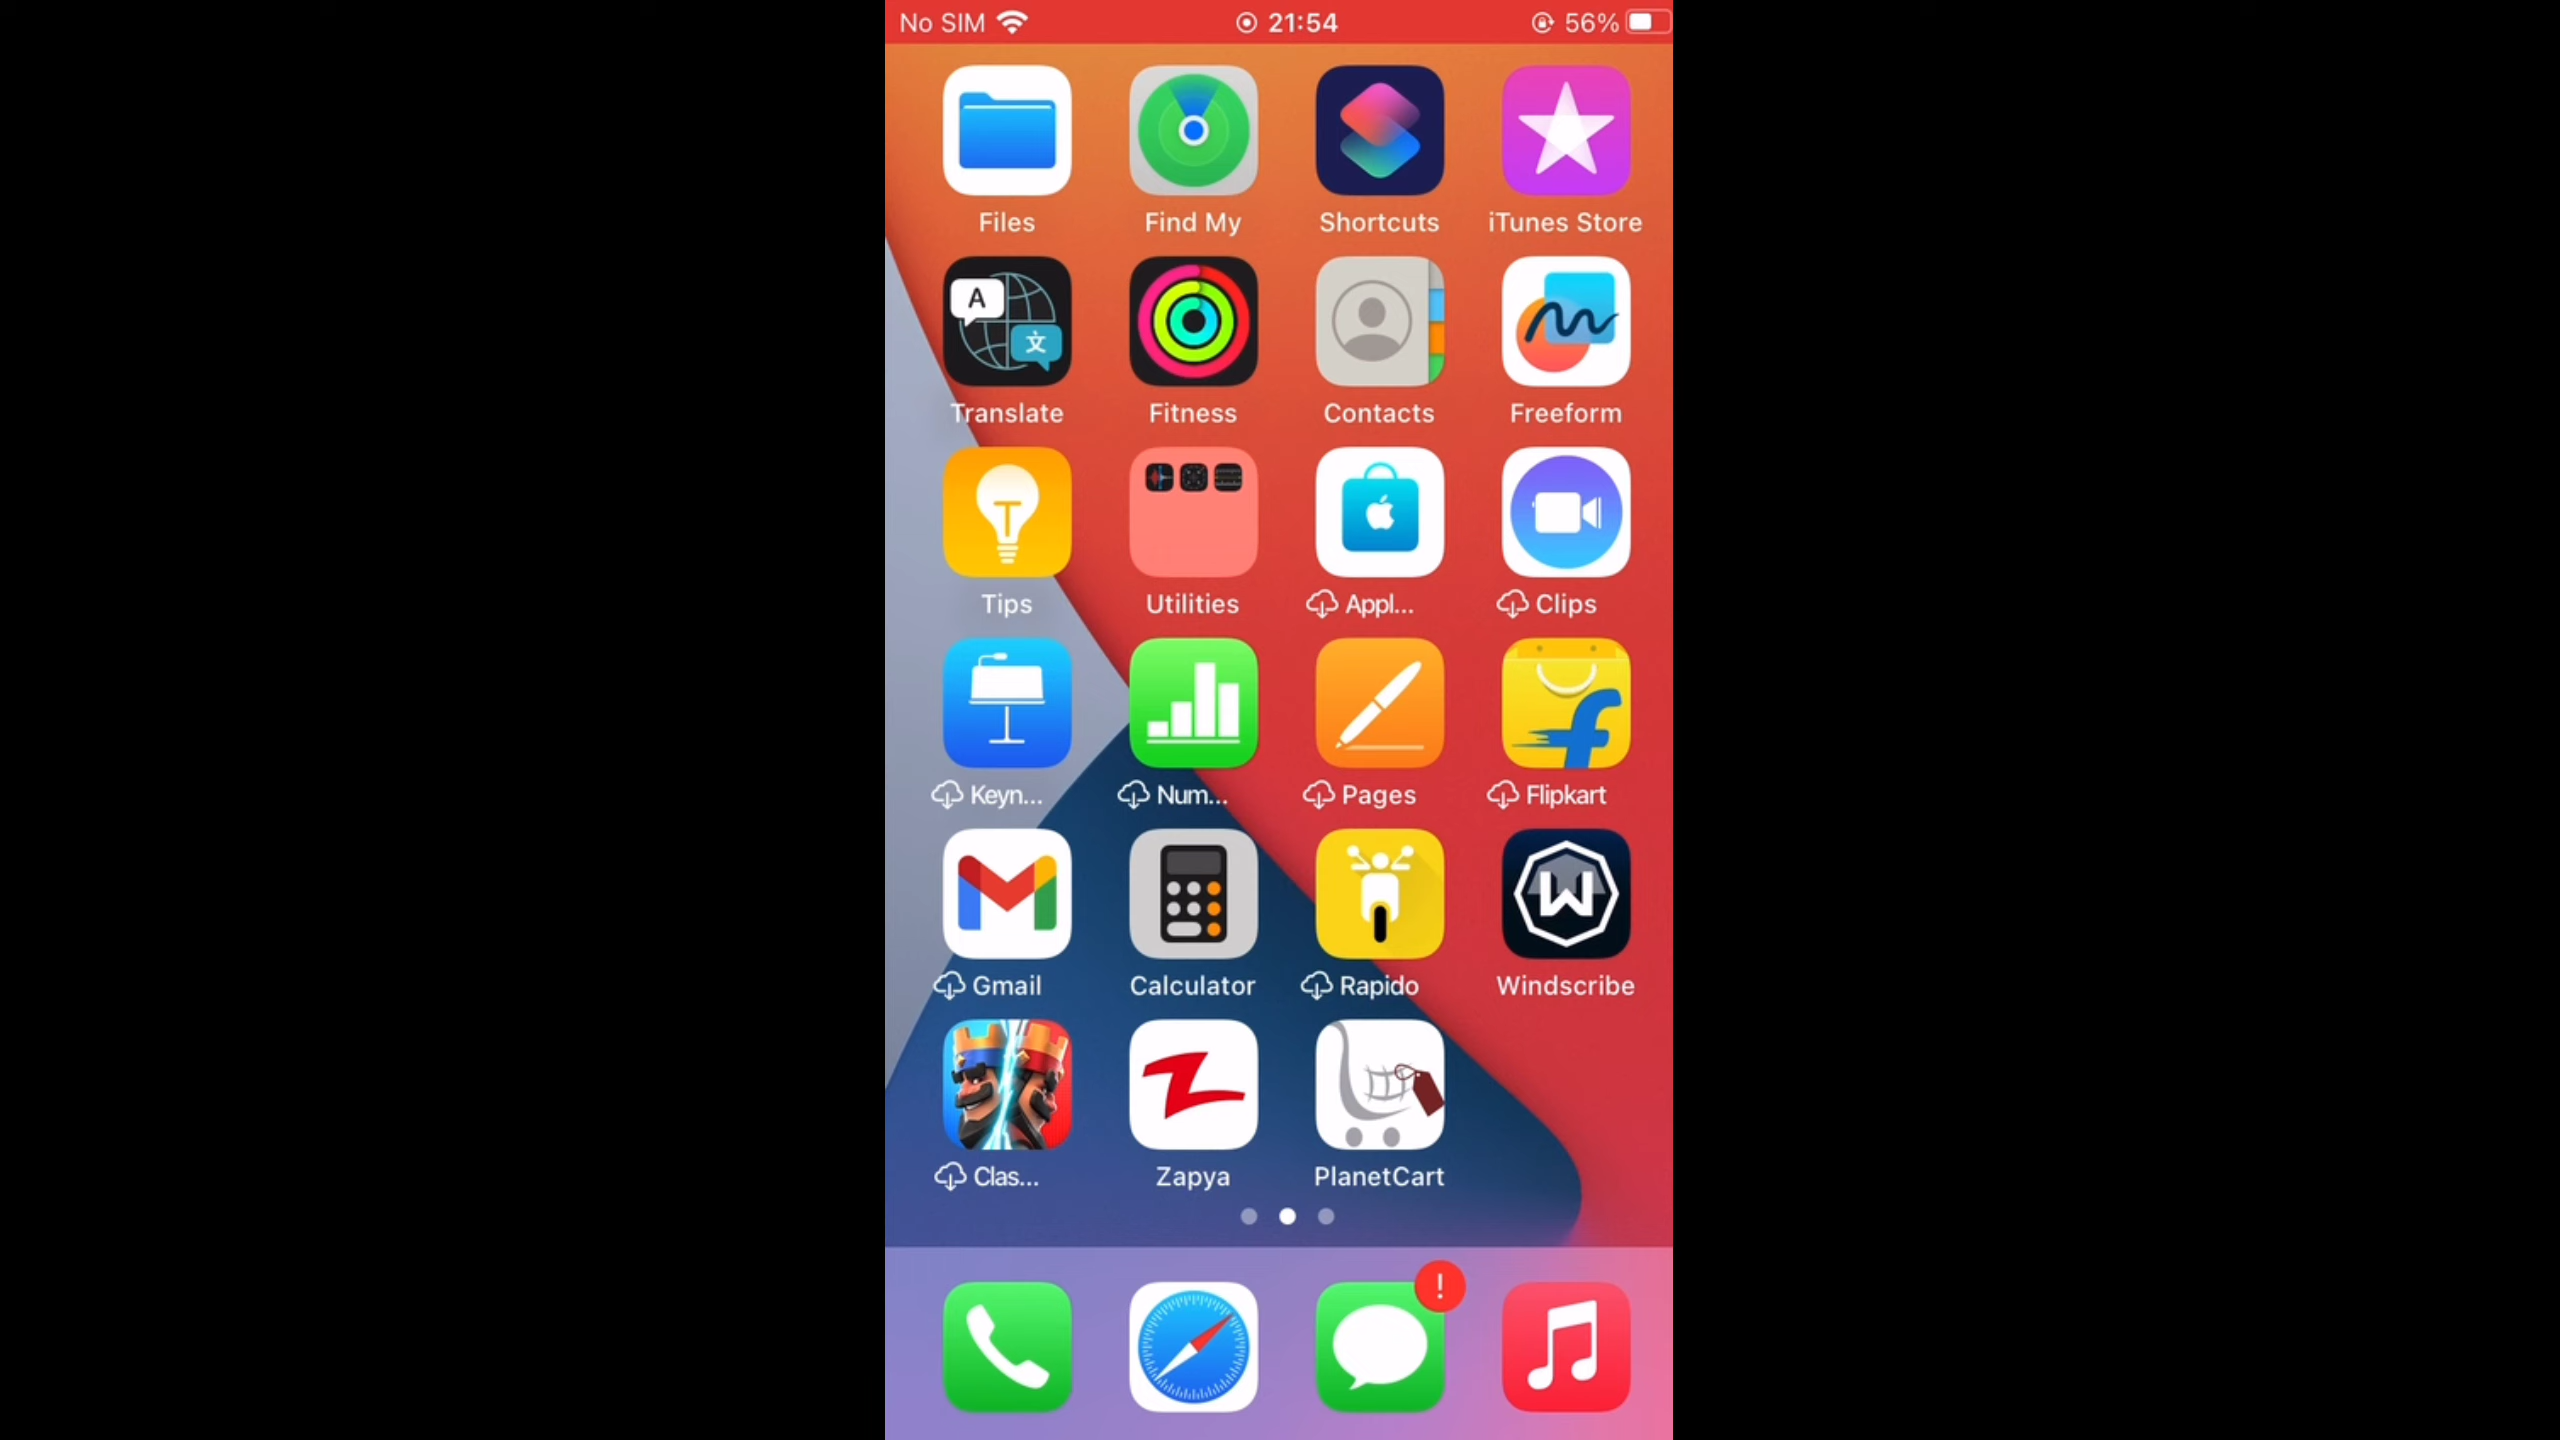 No SIM 21:54 56%
Files Find My Shortcuts iTunes Store
A 文
Translate Fitness Contacts Freeform
Tips Utilities Appl... Clips
Keyn... Num... Pages Flipkart
W
Gmail Calculator Rapido Windscribe
Clas... Zapya PlanetCart
!